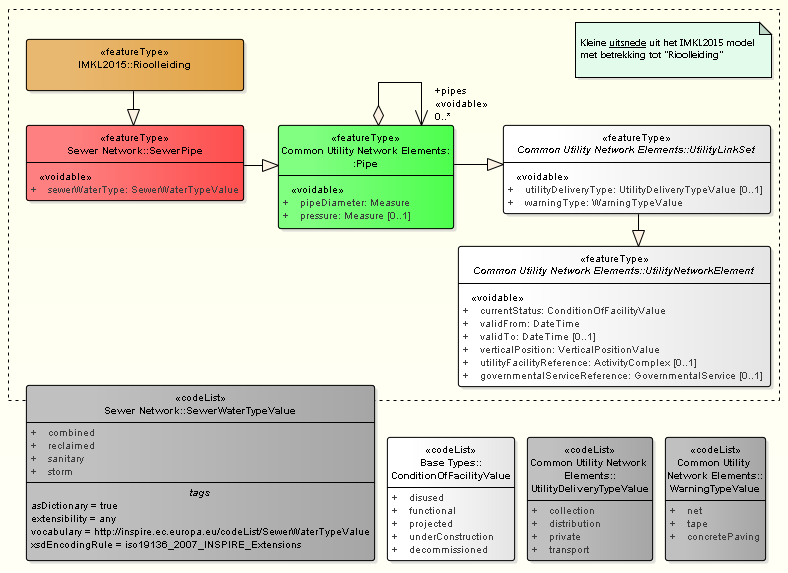 «featureType»
IMKL2015::Rioolleiding
Kleine uitsnede uit het IMKL2015 model
met betrekking tot "Rioolleiding"
+pipes
«voidable»
0..*
«featureType»
Sewer Network::SewerPipe
«voidable»
+ sewerWaterType: SewerWaterTypeValue
«featureType»
Common Utility Network Elements:
:Pipe
«voidable»
+ pipeDiameter: Measure
+ pressure: Measure [0..1]
«featureType»
Common Utility Network Elements::UtilityLinkSet
«voidable»
+ utilityDeliveryType: UtilityDeliveryTypeValue [0..1]
+ warningType: WarningTypeValue
«featureType»
Common Utility Network Elements::UtilityNetworkElement
«voidable»
+ currentStatus: ConditionOfFacilityValue
+ validFrom: DateTime
+ validTo: DateTime [0..1]
+ verticalPosition: VerticalPositionValue
+ utilityFacilityReference: ActivityComplex [0..1]
+ governmentalServiceReference: GovernmentalService [0..1]
«codeList»
Sewer Network::SewerWaterTypeValue
+ combined
+ reclaimed
+ sanitary
+ storm
tags
asDictionary = true
extensibility = any
vocabulary = http://inspire.ec.europa.eu/codeList/SewerWaterTypeValue
xsdEncodingRule = iso19136_2007_INSPIRE_Extensions
«codeList»
Base Types::
ConditionOfFacilityValue
+ disused
+ functional
+ projected
+ underConstruction
+ decommissioned
«codeList»
Common Utility Network
Elements::
UtilityDeliveryTypeValue
+ collection
+ distribution
+ private
+ transport
«codeList»
Common Utility
Network Elements::
WarningTypeValue
+ net
+ tape
+ concretePaving